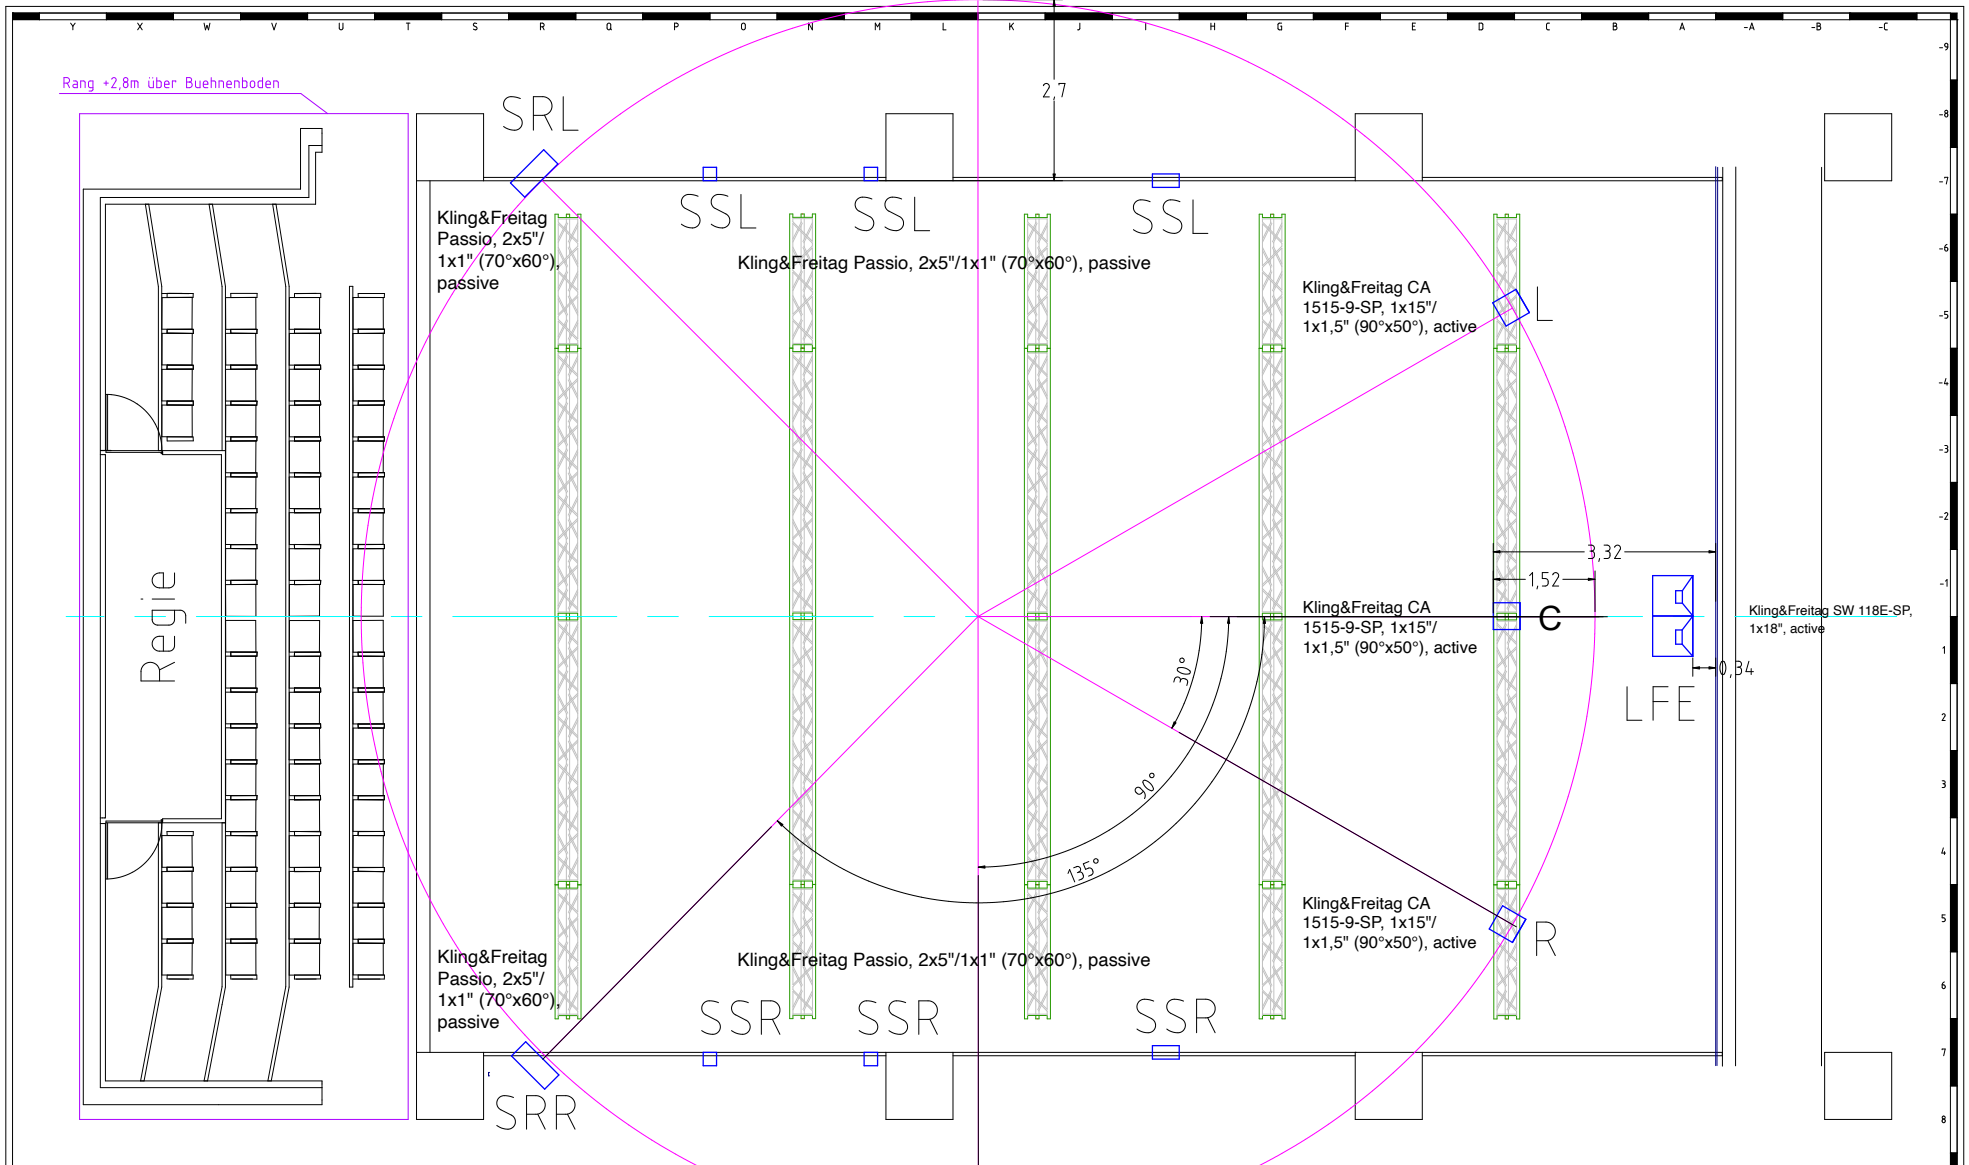 Y X W V U T S R Q P O N M L K J I H G F E D C B A -A -B -C
-9
Rang +2,8m über Buehnenboden
2,7
SRL
-8
-7
SSL SSL SSL
Kling&Freitag
Passio, 2x5"/
1x1" (70°x60°),
passive
Kling&Freitag Passio, 2x5"/1x1" (70°x60°), passive
-6
Kling&Freitag CA
1515-9-SP, 1x15"/
1x1,5" (90°x50°), active
L
-5
-4
-3
-2
3,32
1,52
-1
Regie
Kling&Freitag CA
1515-9-SP, 1x15"/
1x1,5" (90°x50°), active
C
Kling&Freitag SW 118E-SP,
1x18", active
1
30°
0,34
LFE
2
90°
3
135°
4
Kling&Freitag CA
1515-9-SP, 1x15"/
1x1,5" (90°x50°), active
R
5
Kling&Freitag
Passio, 2x5"/
1x1" (70°x60°),
passive
Kling&Freitag Passio, 2x5"/1x1" (70°x60°), passive
6
SSR SSR SSR
7
SRR
8